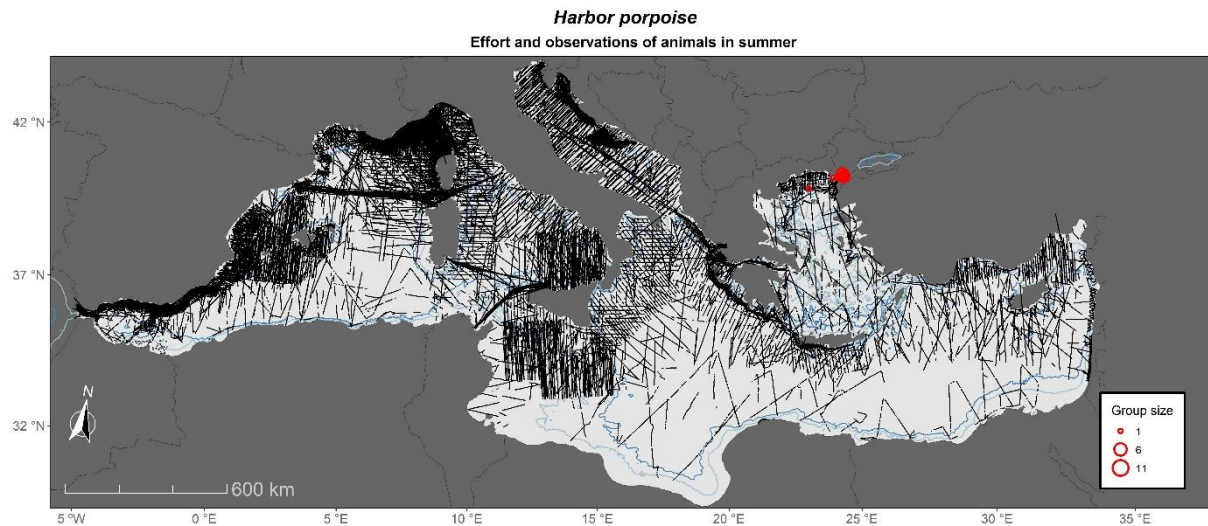 Harbor porpoise
Effort and observations of animals in summer
42 °N
37 °N
32 °N
N
600 km
Group size
1
6
11
5 °W
0 °E
5 °E
10 °E
15 °E
20 °E
25 °E
30 °E
35 °E